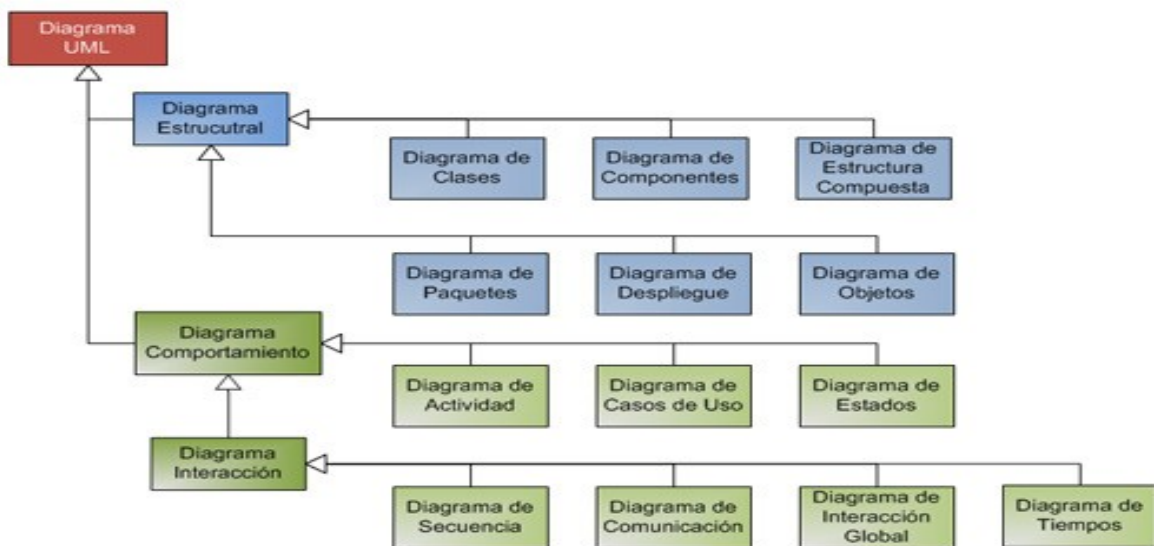 Diagrama
UML
Diagrama
Estrucutral
Diagrama de
Clases
Diagrama de
Componentes
Diagrama de
Estructura
Compuesta
Diagrama de
Paquetes
Diagrama de
Despliegue
Diagrama de
Objetos
Diagrama
Comportamiento
Diagrama de
Actividad
Diagrama de
Casos de Uso
Diagrama de
Estados
Diagrama
Interacción
Diagrama de
Secuencia
Diagrama de
Comunicación
Diagrama de
Interacción
Global
Diagrama de
Tiempos